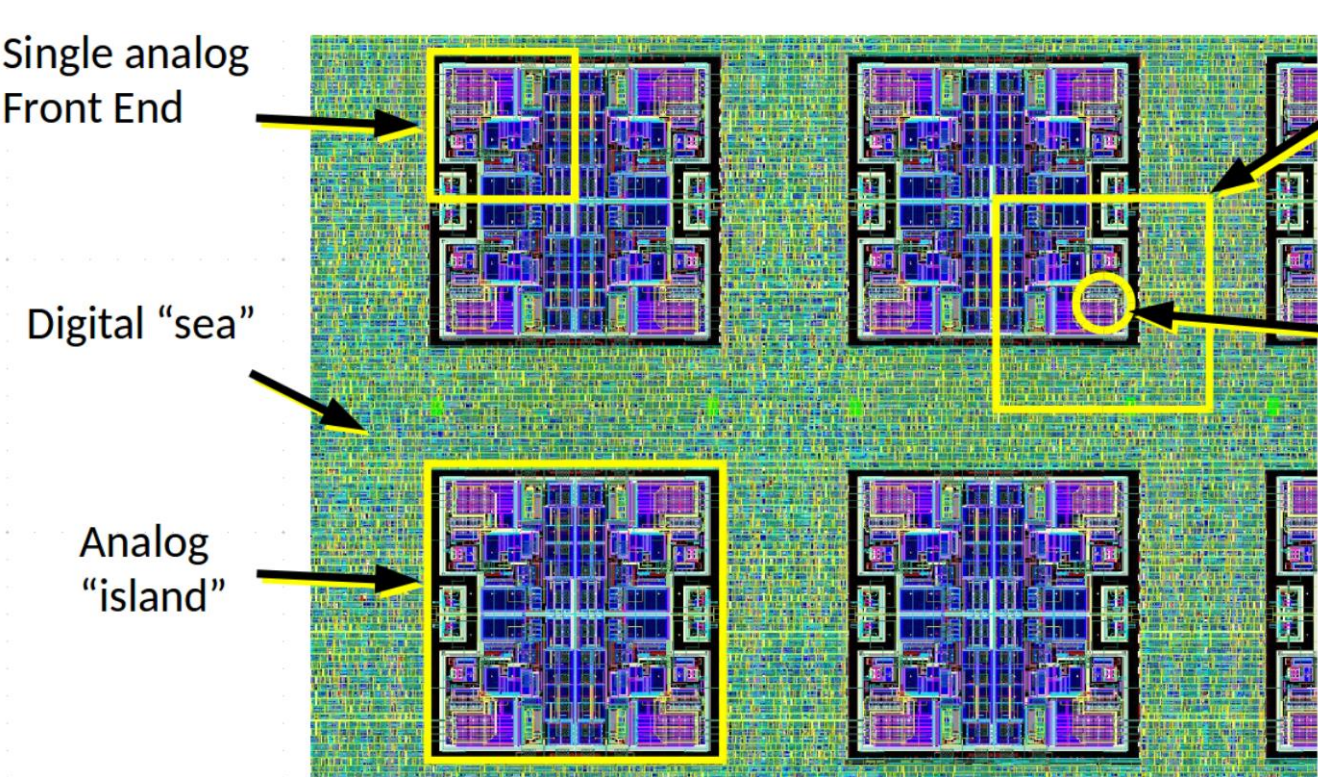 Single analog
Front End
Digital “sea”
Analog
“island”